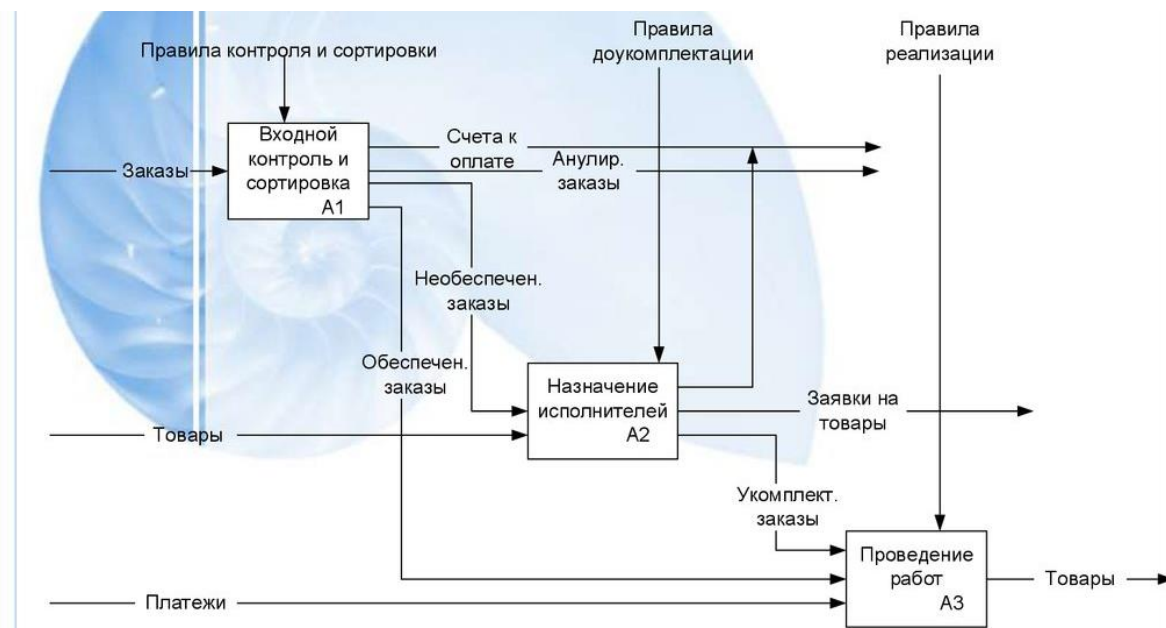 Правила контроля и сортировки
Правила
доукомплектации
Правила
реализации
Заказы
Входной
контроль и
сортировка
A1
Счета к
оплате
Анулир.
заказы
Необеспечен.
заказы
Обеспечен.
заказы
Назначение
исполнителей
A2
Заявки на
товары
Товары
Укомплект.
заказы
Проведение
работ
A3
Товары
Платежи